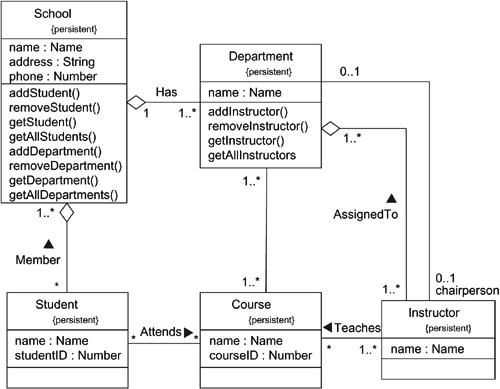 School
{persistent}
name : Name
address : String
phone : Number
addStudent()
removeStudent()
getStudent()
getAllStudents()
addDepartment()
removeDepartment()
getDepartment()
getAllDepartments()
Has
1
1..*
Department
{persistent}
name : Name
addInstructor()
removeInstructor()
getInstructor()
getAllInstructors
0..1
1..*
1..*
1..*
AssignedTo
Member
*
1..*
1..*
0..1
chairperson
Student
{persistent}
name : Name
studentID : Number
Attends
*
*
Course
{persistent}
name : Name
courseID : Number
Teaches
*
1..*
Instructor
{persistent}
name : Name